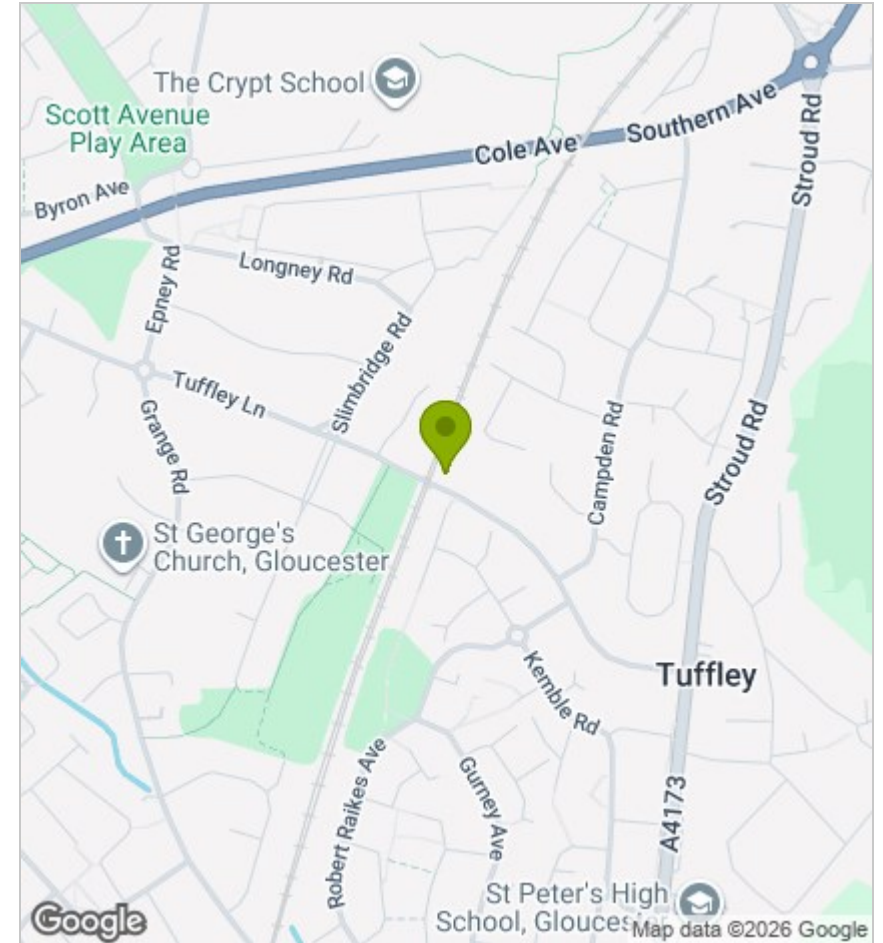 The Crypt School
Scott Avenue
Play Area
Cole Ave
Southern Ave
Stroud Rd
Byron Ave
Longney Rd
Epney Rd
Slimbridge Rd
Tuffley Ln
Grange Rd
Campden Rd
Stroud Rd
St George's
Church, Gloucester
Kemble Rd
Tuffley
Robert Raikes Ave
Gurney Ave
A4173
St Peter's High
School, Gloucester
Google
Map data ©2026 Google